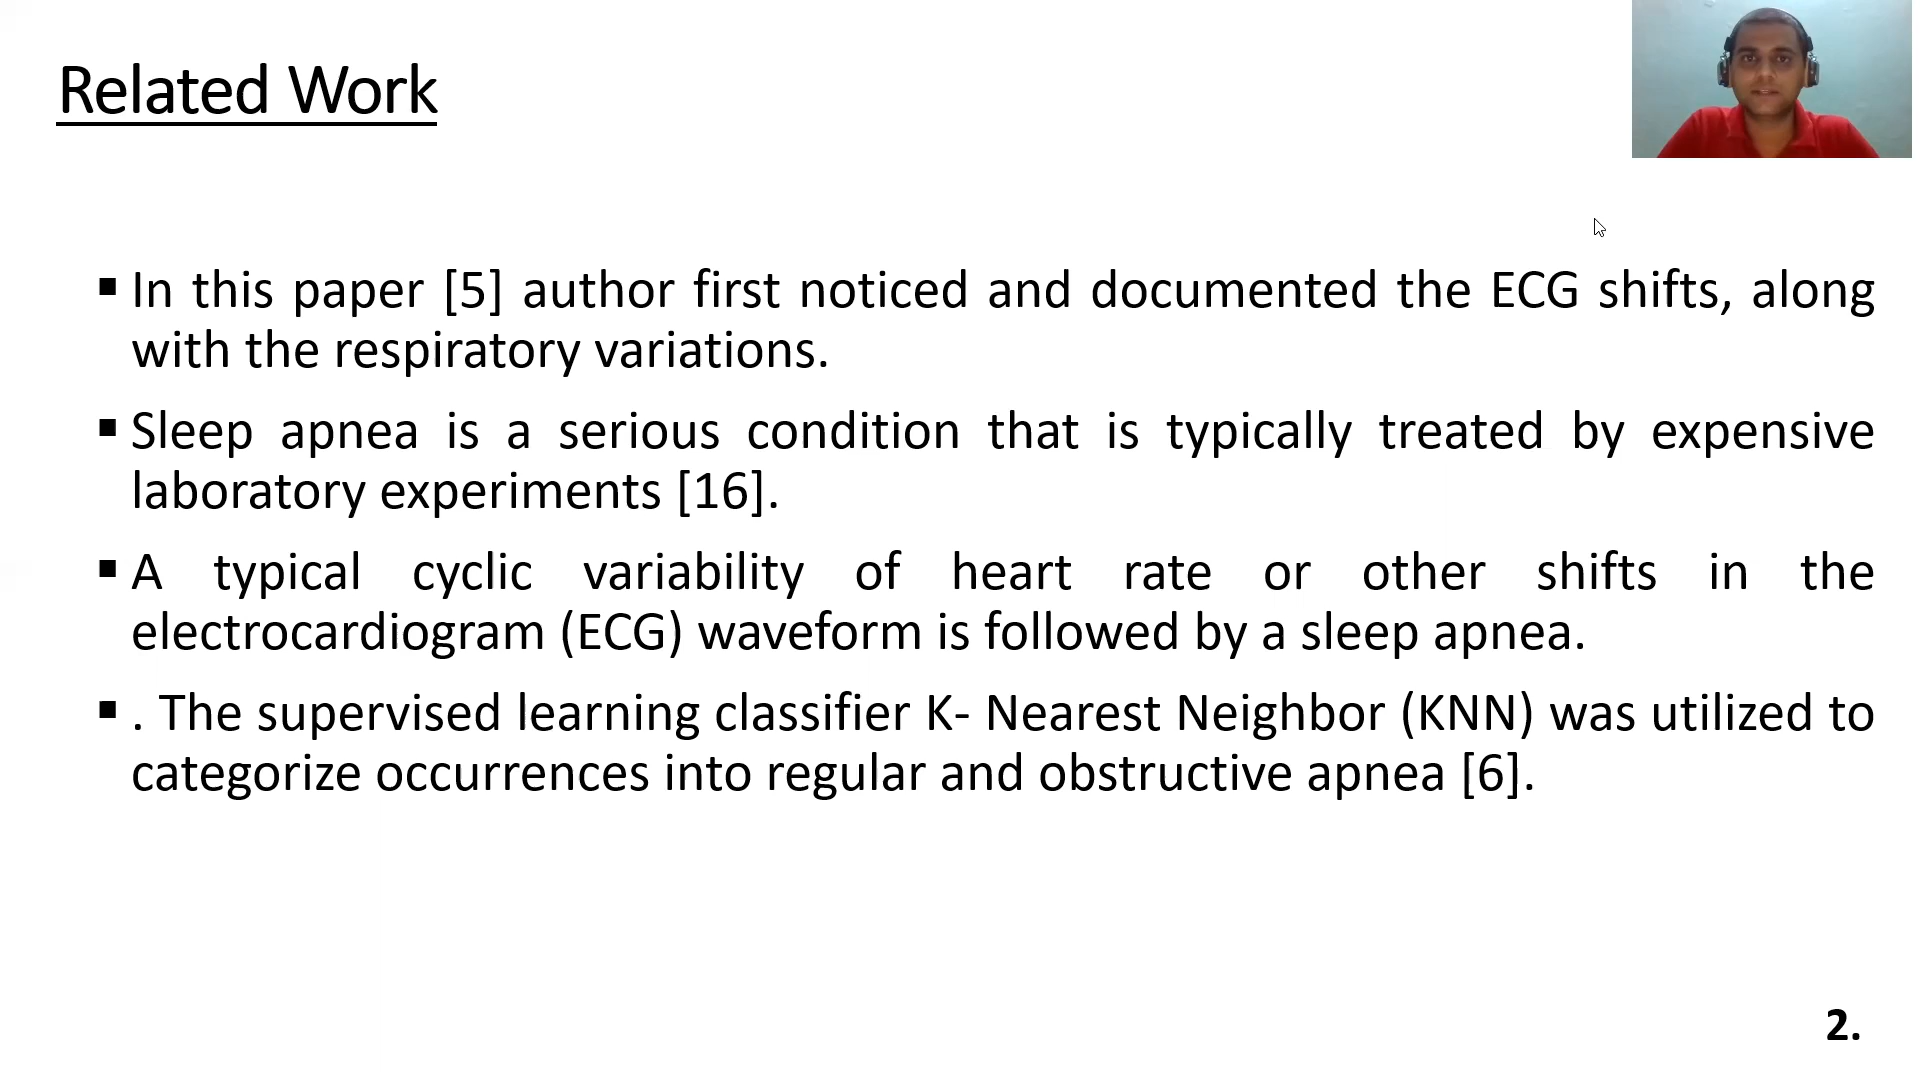 Related Work
▪ In this paper [5] author first noticed and documented the ECG shifts, along
with the respiratory variations.
▪ Sleep apnea is a serious condition that is typically treated by expensive
laboratory experiments [16].
▪ A typical cyclic variability of heart rate or other shifts in the
electrocardiogram (ECG) waveform is followed by a sleep apnea.
▪ . The supervised learning classifier K- Nearest Neighbor (KNN) was utilized to
categorize occurrences into regular and obstructive apnea [6].
2.